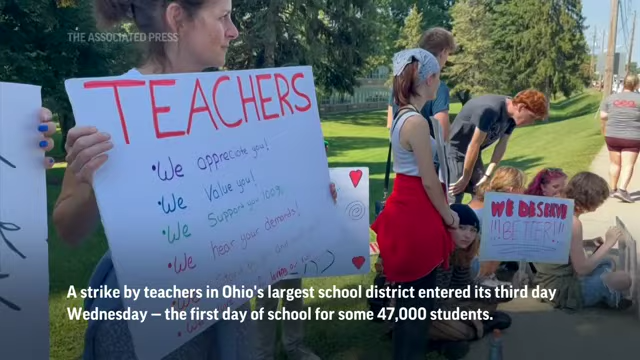 THE ASSOCIATED PRESS
TEACHERS
•We appreciate you!
•We value you!
•We support you 100%
•We hear your demands!
WE DESERVE
!!BETTER!!
A strike by teachers in Ohio's largest school district entered its third day
Wednesday — the first day of school for some 47,000 students.